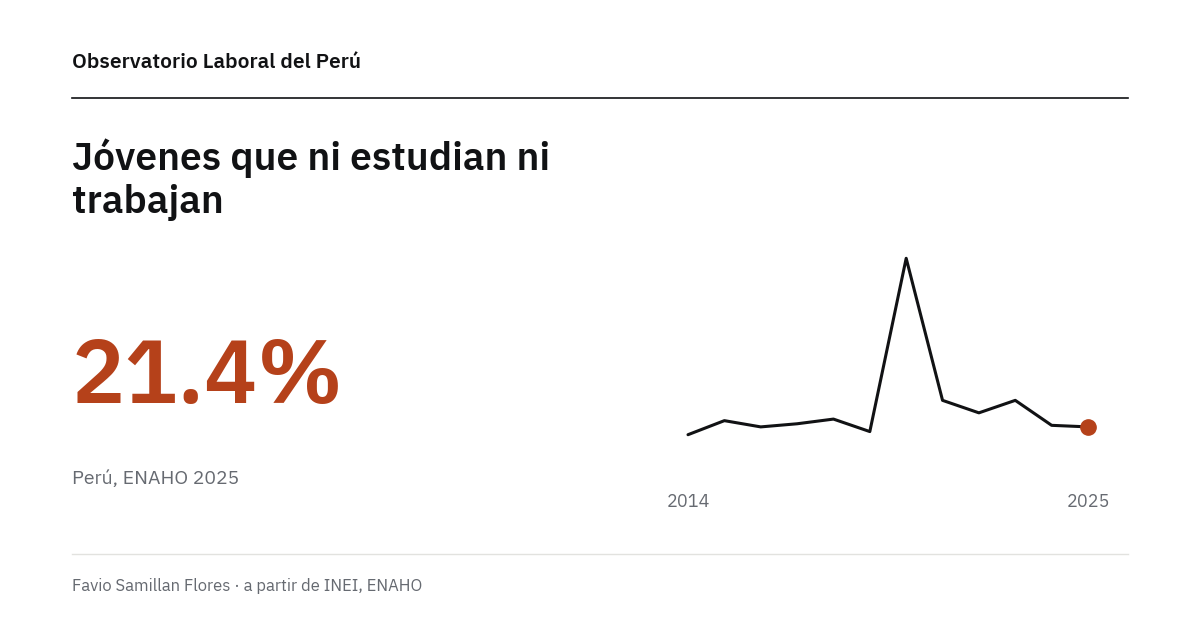 Observatorio Laboral del Perú
Jóvenes que ni estudian ni
trabajan
21.4%
Perú, ENAHO 2025
2014
2025
Favio Samillan Flores · a partir de INEI, ENAHO